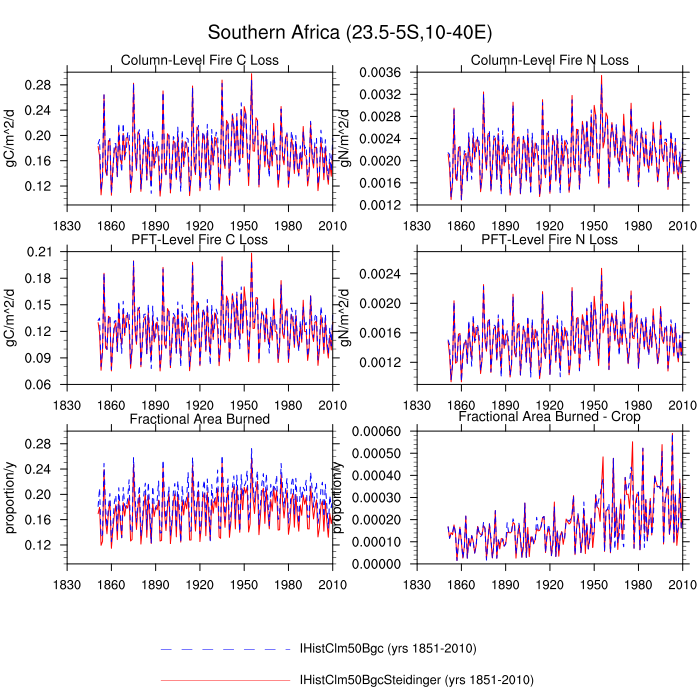 Southern Africa (23.5-5S,10-40E)
Column-Level Fire C Loss
Column-Level Fire N Loss
gC/m^2/d
0.28
0.24
0.20
0.16
0.12
1830 1860 1890 1920 1950 1980 2010
gN/m^2/d
0.0036
0.0032
0.0028
0.0024
0.0020
0.0016
0.0012
1830 1860 1890 1920 1950 1980 2010
PFT-Level Fire C Loss
PFT-Level Fire N Loss
gC/m^2/d
0.21
0.18
0.15
0.12
0.09
0.06
1830 1860 1890 1920 1950 1980 2010
gN/m^2/d
0.0024
0.0020
0.0016
0.0012
1830 1860 1890 1920 1950 1980 2010
Fractional Area Burned
Fractional Area Burned - Crop
proportion/y
0.28
0.24
0.20
0.16
0.12
1830 1860 1890 1920 1950 1980 2010
proportion/y
0.00060
0.00050
0.00040
0.00030
0.00020
0.00010
0.00000
1830 1860 1890 1920 1950 1980 2010
IHistClm50Bgc (yrs 1851-2010)
IHistClm50BgcSteidinger (yrs 1851-2010)